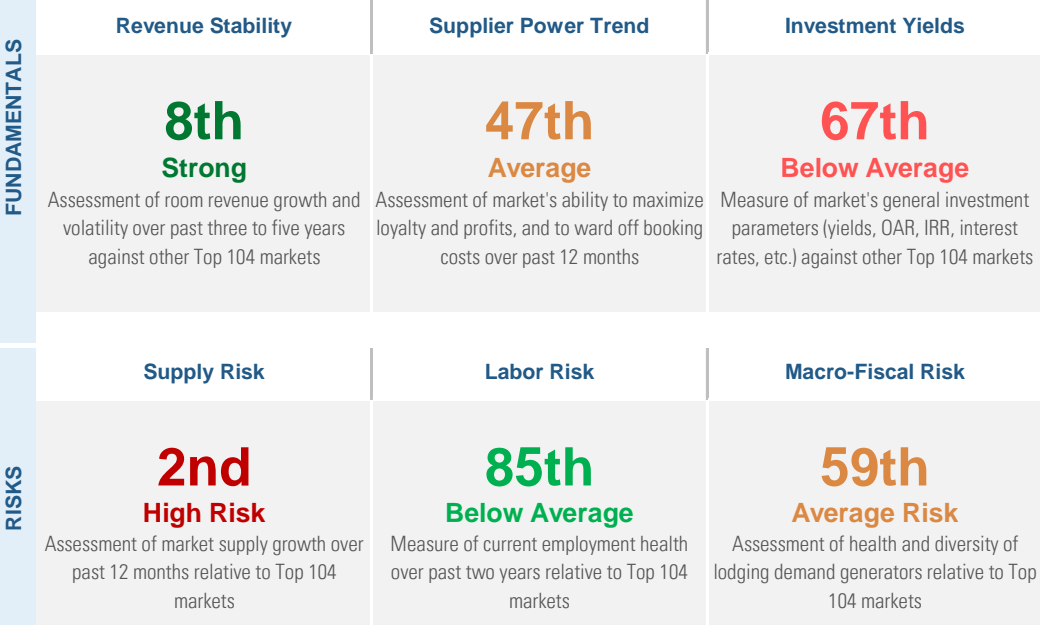 FUNDAMENTALS
Revenue Stability
8th
Strong
Assessment of room revenue growth and
volatility over past three to five years
against other Top 104 markets
Supplier Power Trend
47th
Average
Assessment of market's ability to maximize
loyalty and profits, and to ward off booking
costs over past 12 months
Investment Yields
67th
Below Average
Measure of market's general investment
parameters (yields, OAR, IRR, interest
rates, etc.) against other Top 104 markets
RISKS
Supply Risk
2nd
High Risk
Assessment of market supply growth over
past 12 months relative to Top 104
markets
Labor Risk
85th
Below Average
Measure of current employment health
over past two years relative to Top 104
markets
Macro-Fiscal Risk
59th
Average Risk
Assessment of health and diversity of
lodging demand generators relative to Top
104 markets